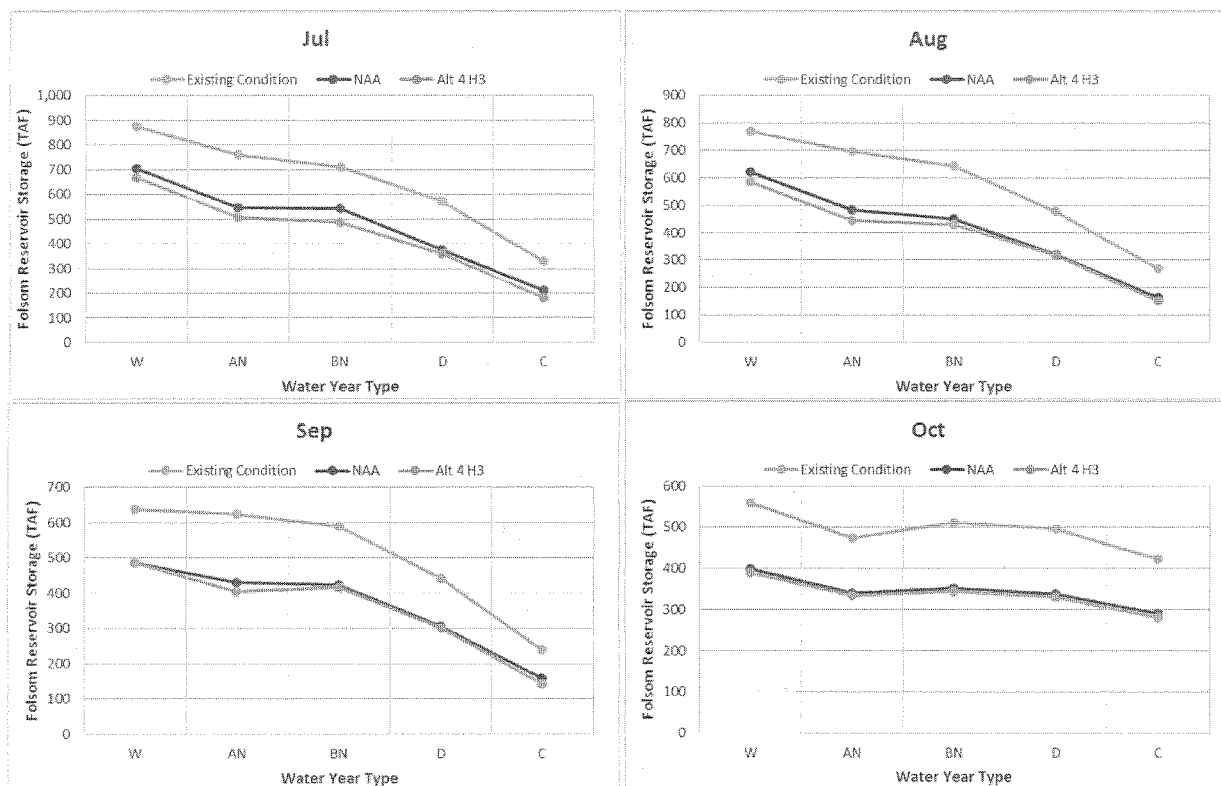 Jul
Existing Condition NAA Alt 4 H3
Folsom Reservoir Storage (TAF)
1,000
900
800
700
600
500
400
300
200
100
0
W AN BN D C
Water Year Type
Aug
Existing Condition NAA Alt 4 H3
Folsom Reservoir Storage (TAF)
900
800
700
600
500
400
300
200
100
0
W AN BN D C
Water Year Type
Sep
Existing Condition NAA Alt 4 H3
Folsom Reservoir Storage (TAF)
700
600
500
400
300
200
100
0
W AN BN D C
Water Year Type
Oct
Existing Condition NAA Alt 4 H3
Folsom Reservoir Storage (TAF)
600
500
400
300
200
100
0
W AN BN D C
Water Year Type